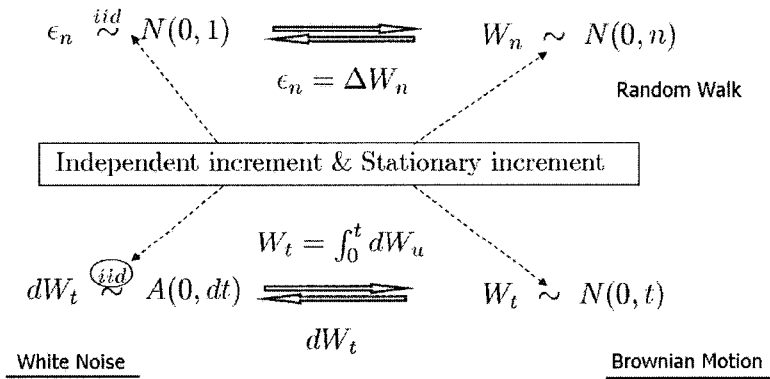 ϵₙ iid ∼ N(0, 1) ⇌ Wₙ ∼ N(0, n)
ϵₙ = ΔWₙ
Random Walk
Independent increment & Stationary increment
Wₜ = ∫₀ᵗ dWᵤ
dWₜ iid ∼ A(0, dt) ⇌ Wₜ ∼ N(0, t)
dWₜ
White Noise
Brownian Motion